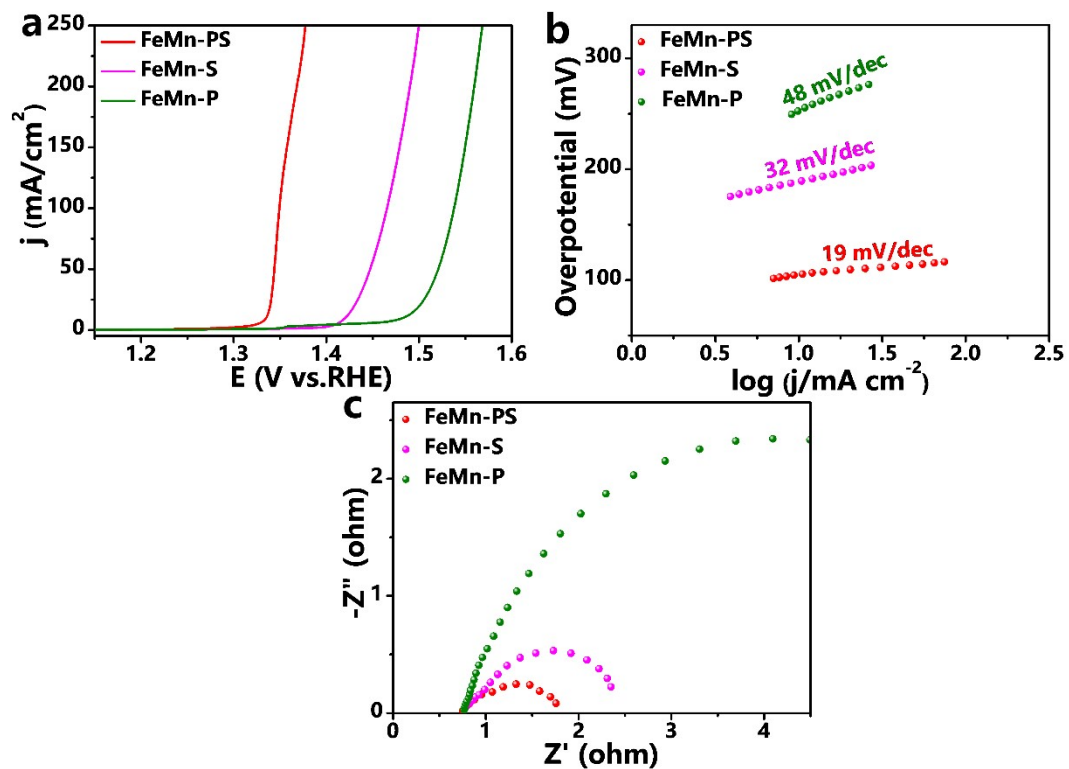 a
250
200
150
100
50
0
j (mA/cm²)
FeMn-PS
FeMn-S
FeMn-P
1.2 1.3 1.4 1.5 1.6
E (V vs.RHE)
b
300
200
100
Overpotential (mV)
FeMn-PS
FeMn-S
FeMn-P
48 mV/dec
32 mV/dec
19 mV/dec
0.0 0.5 1.0 1.5 2.0 2.5
log (j/mA cm⁻²)
c
2
1
0
-Z" (ohm)
FeMn-PS
FeMn-S
FeMn-P
0 1 2 3 4
Z' (ohm)